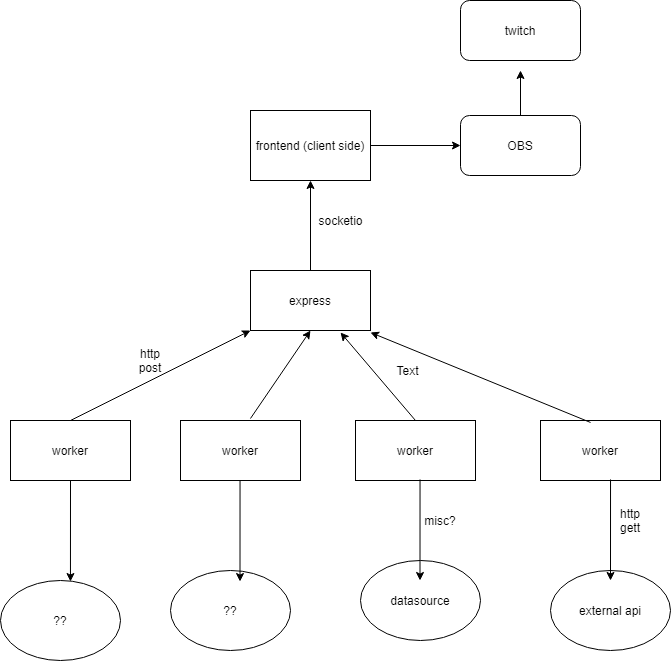 twitch
frontend (client side)
OBS
socketio
express
http
post
Text
worker
worker
worker
worker
misc?
http
gett
??
??
datasource
external api